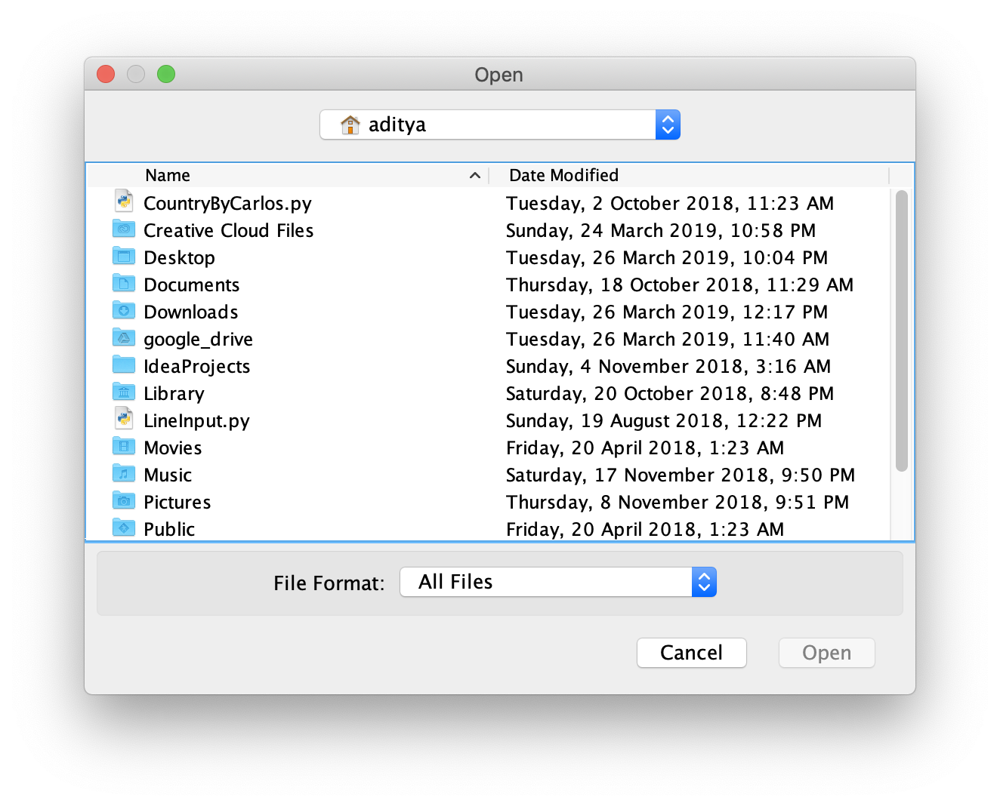 Open
aditya
Name Date Modified
CountryByCarlos.py Tuesday, 2 October 2018, 11:23 AM
Creative Cloud Files Sunday, 24 March 2019, 10:58 PM
Desktop Tuesday, 26 March 2019, 10:04 PM
Documents Thursday, 18 October 2018, 11:29 AM
Downloads Tuesday, 26 March 2019, 12:17 PM
google_drive Tuesday, 26 March 2019, 11:40 AM
IdeaProjects Sunday, 4 November 2018, 3:16 AM
Library Saturday, 20 October 2018, 8:48 PM
LineInput.py Sunday, 19 August 2018, 12:22 PM
Movies Friday, 20 April 2018, 1:23 AM
Music Saturday, 17 November 2018, 9:50 PM
Pictures Thursday, 8 November 2018, 9:51 PM
Public Friday, 20 April 2018, 1:23 AM
File Format: All Files
Cancel Open